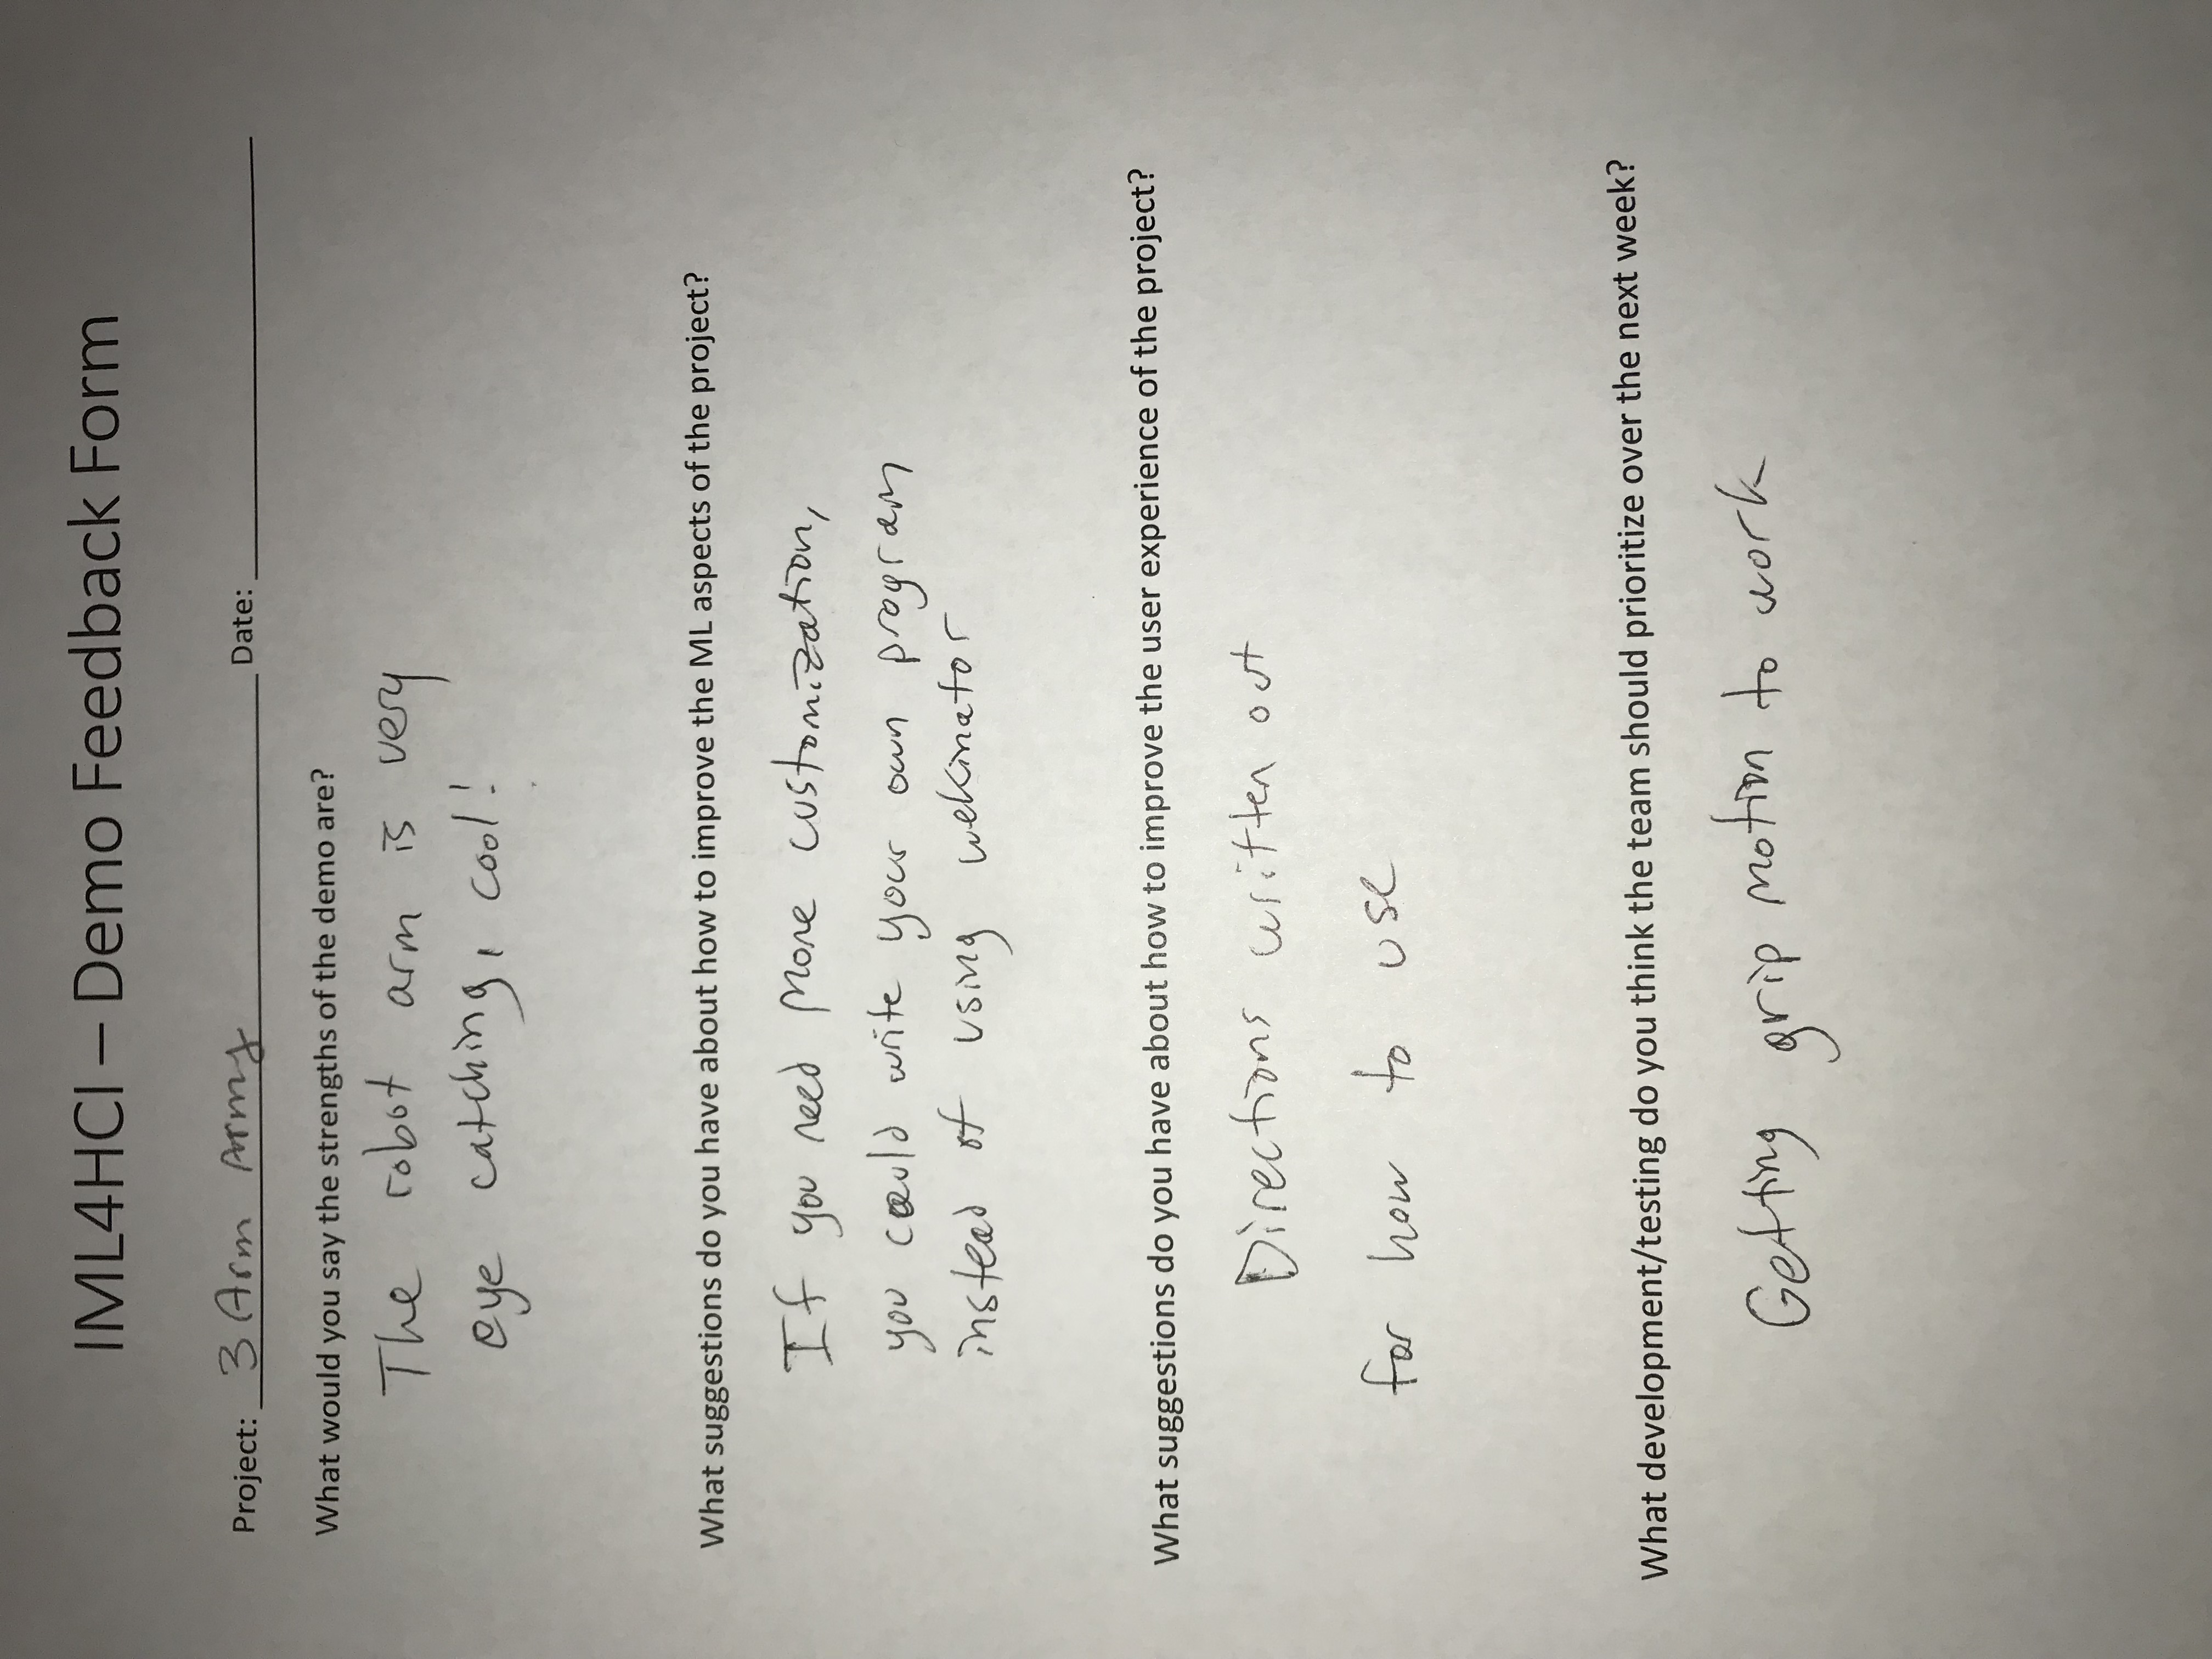 IML4HCI – Demo Feedback Form
Project: 3 Arm Army Date:
What would you say the strengths of the demo are?
The robot arm is very
eye catching, cool!
What suggestions do you have about how to improve the ML aspects of the project?
If you need more customization,
you could write your own program
instead of using wekinator
What suggestions do you have about how to improve the user experience of the project?
Directions written out
for how to use
What development/testing do you think the team should prioritize over the next week?
Getting grip motion to work